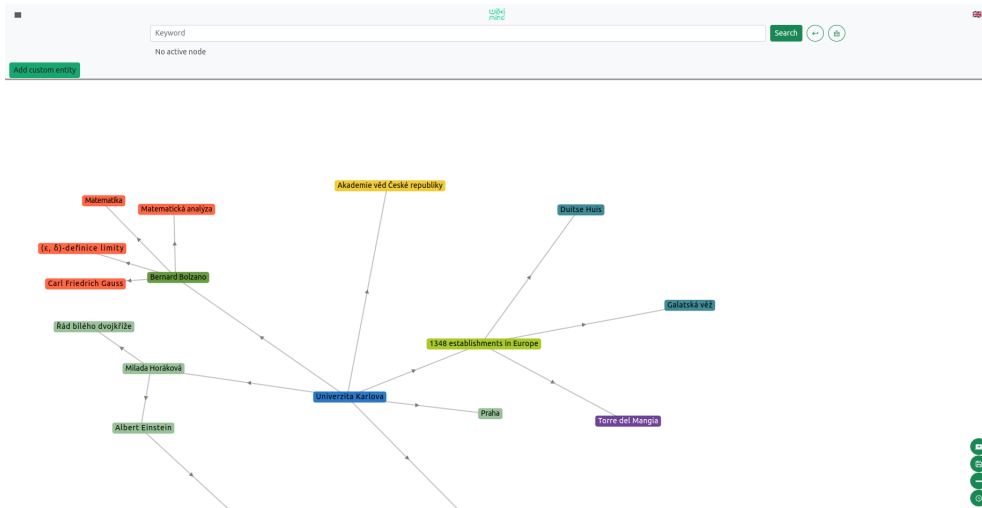 wiki
mind
Keyword
Search
No active node
Add custom entity
Akademie věd České republiky
Matematika
Matematická analýza
Duitse Huis
(ε, δ)-definice limity
Bernard Bolzano
Carl Friedrich Gauss
Galatská věž
Řád bílého dvojkříže
1348 establishments in Europe
Milada Horáková
Univerzita Karlova
Praha
Torre del Mangia
Albert Einstein